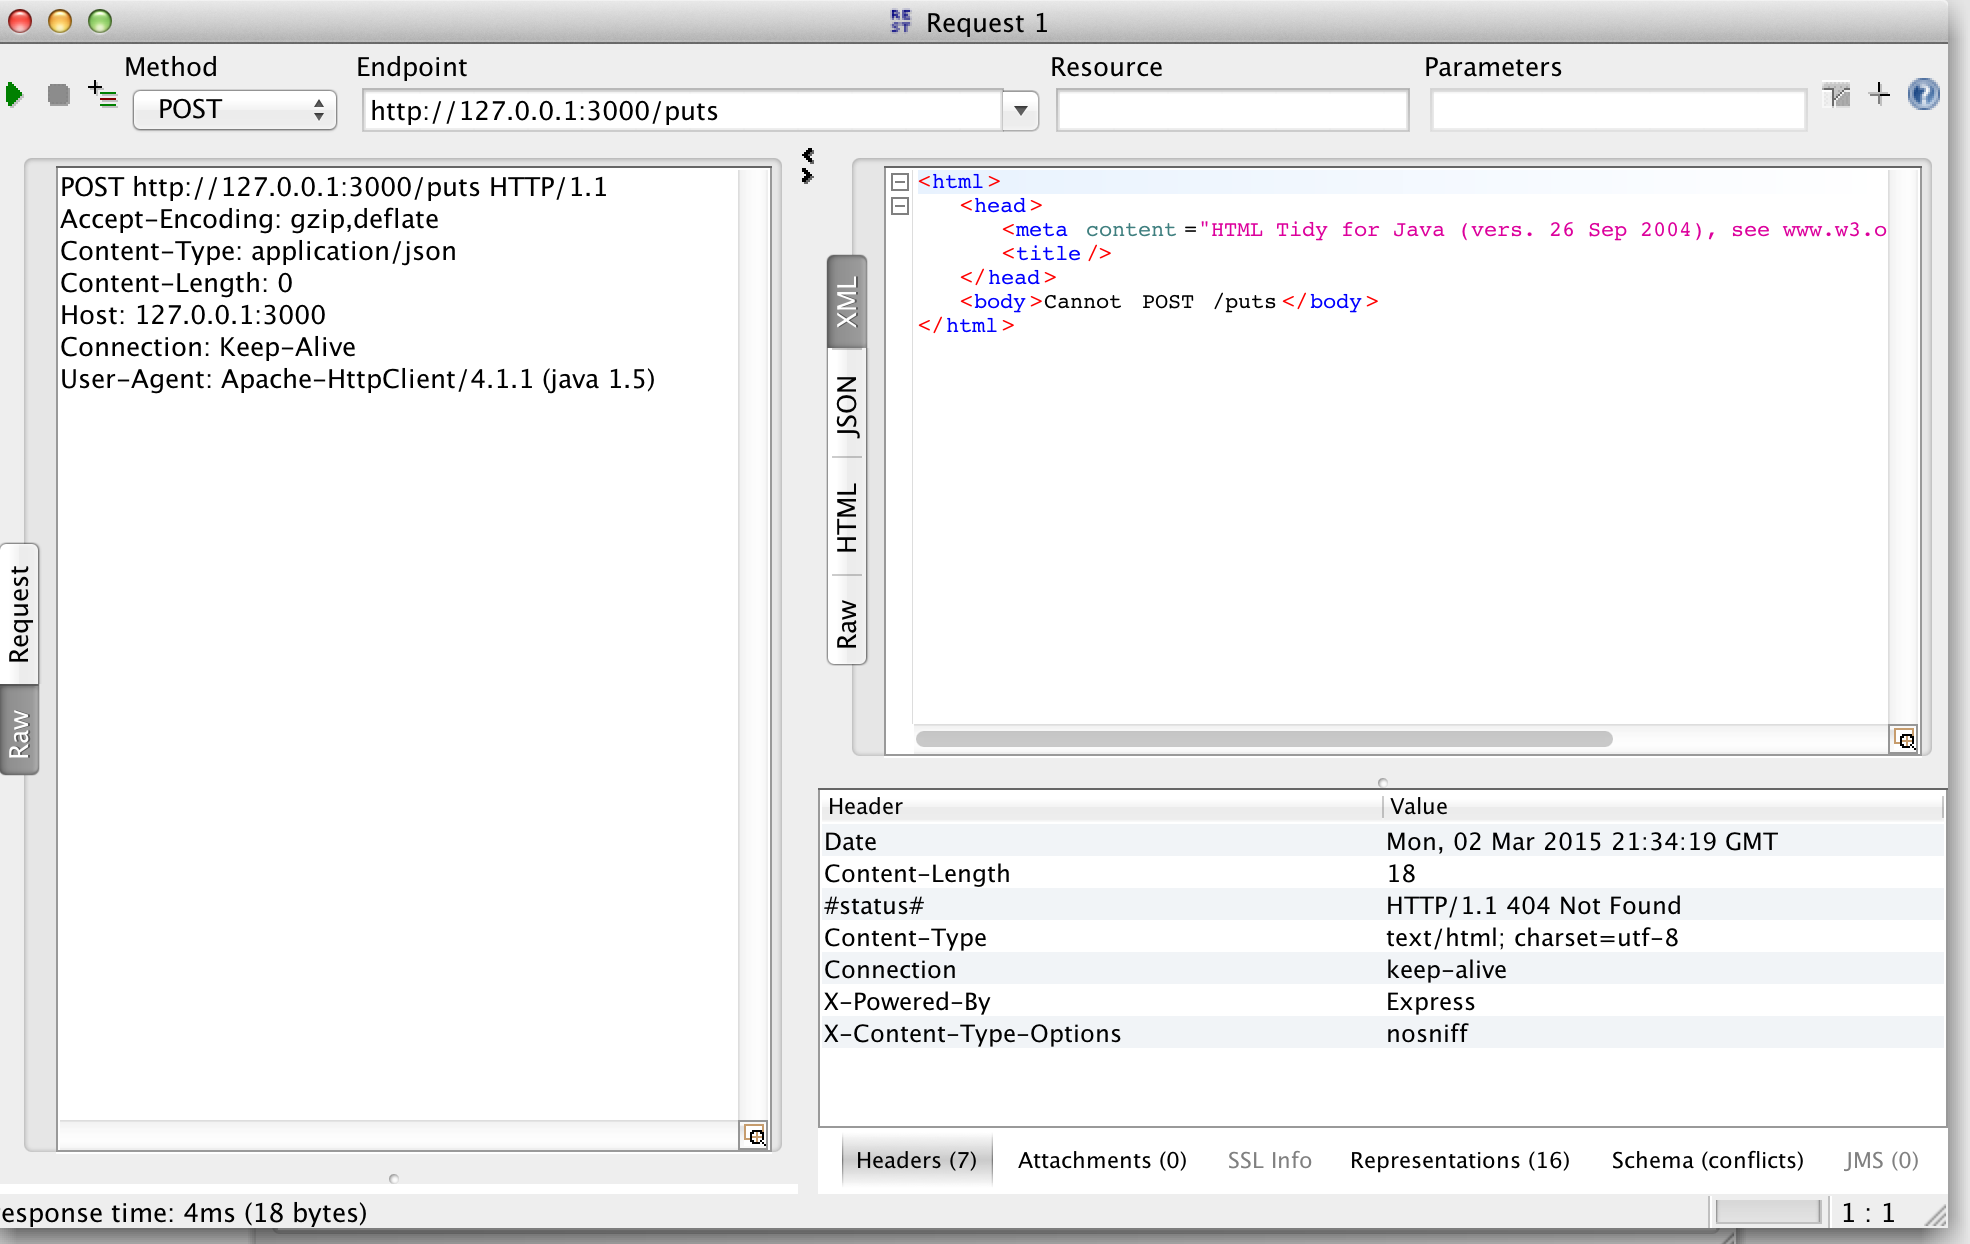 REST Request 1
Method
Endpoint
Resource
Parameters
POST
http://127.0.0.1:3000/puts
POST http://127.0.0.1:3000/puts HTTP/1.1
Accept-Encoding: gzip,deflate
Content-Type: application/json
Content-Length: 0
Host: 127.0.0.1:3000
Connection: Keep-Alive
User-Agent: Apache-HttpClient/4.1.1 (java 1.5)
Request
Raw
XML
JSON
HTML
Raw
<html>
<head>
<meta content="HTML Tidy for Java (vers. 26 Sep 2004), see www.w3.o
<title/>
</head>
<body>Cannot POST /puts</body>
</html>
Header Value
Date Mon, 02 Mar 2015 21:34:19 GMT
Content-Length 18
#status# HTTP/1.1 404 Not Found
Content-Type text/html; charset=utf-8
Connection keep-alive
X-Powered-By Express
X-Content-Type-Options nosniff
Headers (7) Attachments (0) SSL Info Representations (16) Schema (conflicts) JMS (0)
esponse time: 4ms (18 bytes)
1 : 1